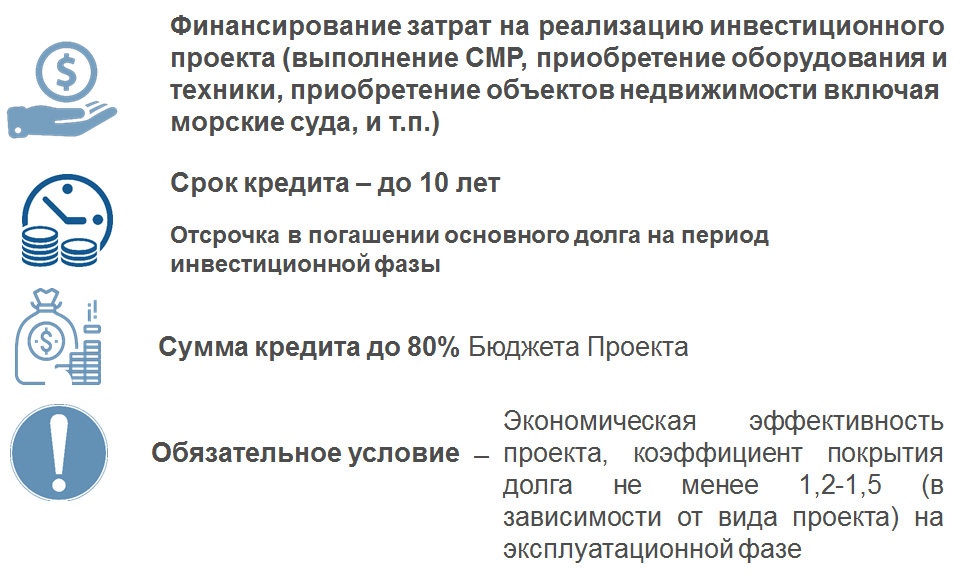 Финансирование затрат на реализацию инвестиционного
проекта (выполнение СМР, приобретение оборудования и
техники, приобретение объектов недвижимости включая
морские суда, и т.п.)
Срок кредита – до 10 лет
Отсрочка в погашении основного долга на период
инвестиционной фазы
Сумма кредита до 80% Бюджета Проекта
Обязательное условие –
Экономическая эффективность
проекта, коэффициент покрытия
долга не менее 1,2-1,5 (в
зависимости от вида проекта) на
эксплуатационной фазе